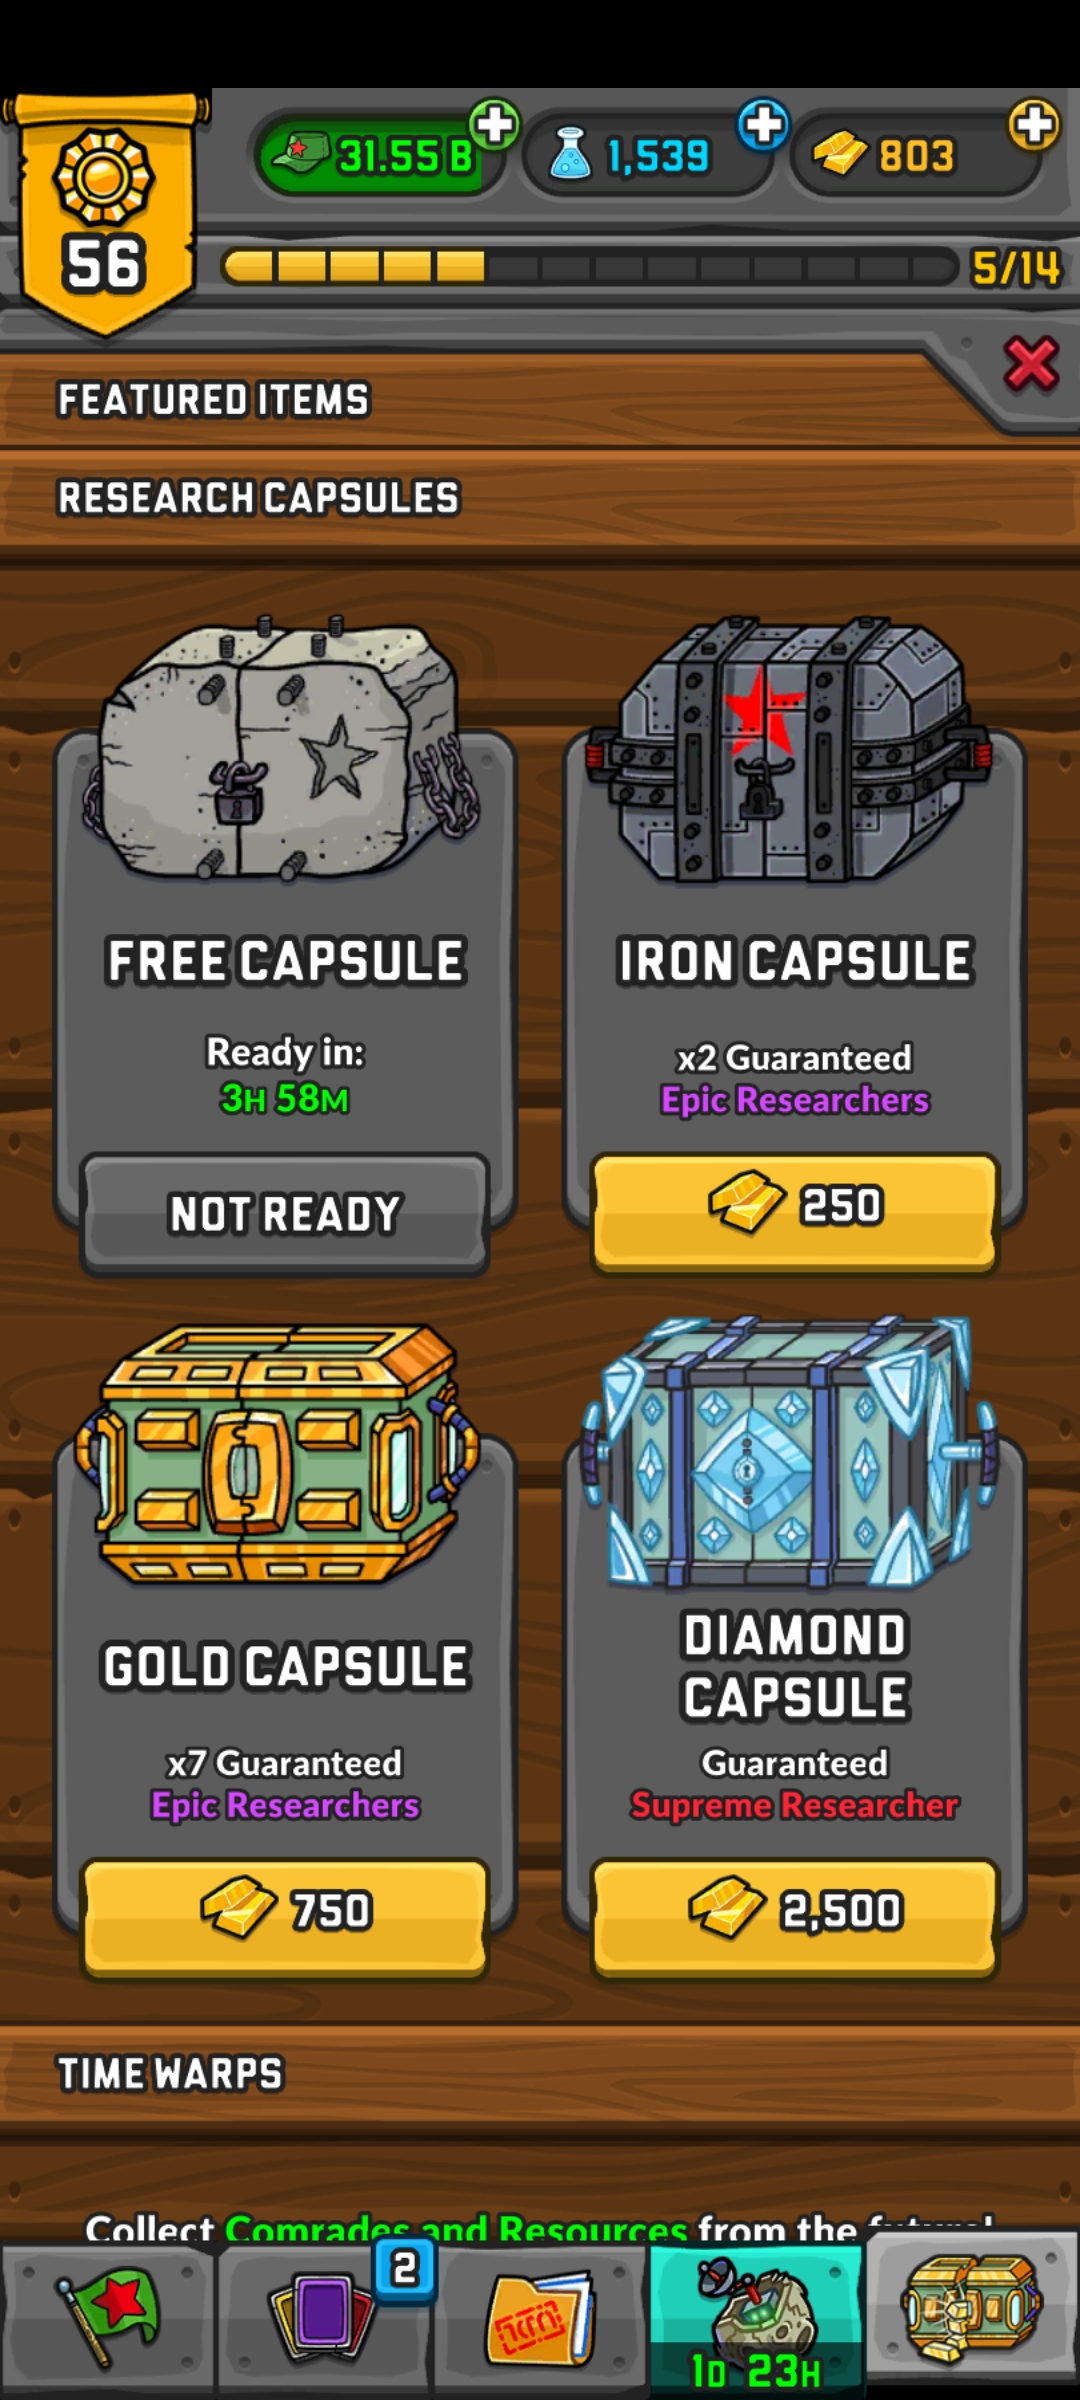 31.55 B
1,539
803
56
5/14
FEATURED ITEMS
RESEARCH CAPSULES
FREE CAPSULE
Ready in:
3H 58M
NOT READY
IRON CAPSULE
x2 Guaranteed
Epic Researchers
250
GOLD CAPSULE
x7 Guaranteed
Epic Researchers
750
DIAMOND
CAPSULE
Guaranteed
Supreme Researcher
2,500
TIME WARPS
Collect Comrades and Resources from the future!
2
1D 23H